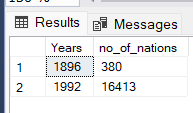 Results Messages
Years no_of_nations
1 1896 380
2 1992 16413